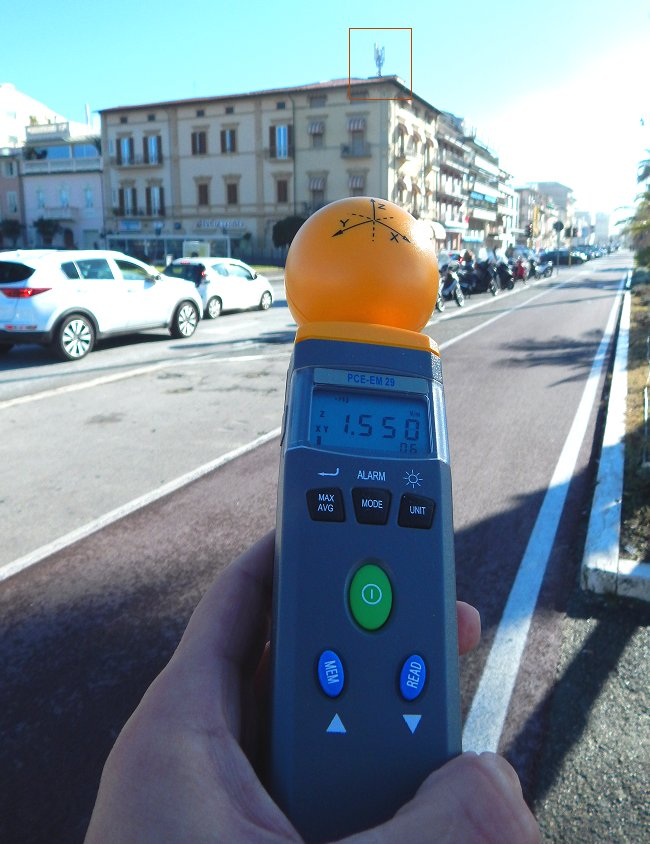 Z
Y
X
PCE-EM 29
V/m
Z
XY
1.550
06
ALARM
MAX
AVG
MODE
UNIT
MEM
READ